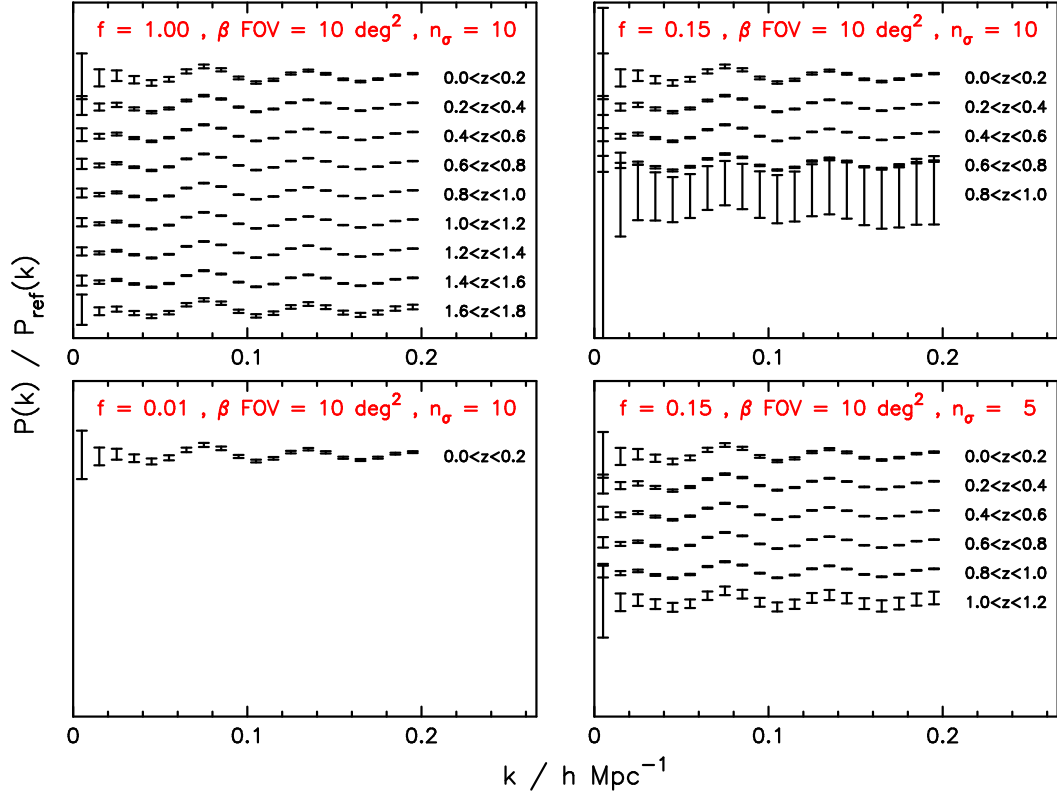 f = 1.00 , β FOV = 10 deg² , nσ = 10
0.0<z<0.2
0.2<z<0.4
0.4<z<0.6
0.6<z<0.8
0.8<z<1.0
1.0<z<1.2
1.2<z<1.4
1.4<z<1.6
1.6<z<1.8
0 0.1 0.2
f = 0.15 , β FOV = 10 deg² , nσ = 10
0.0<z<0.2
0.2<z<0.4
0.4<z<0.6
0.6<z<0.8
0.8<z<1.0
0 0.1 0.2
P(k) / Pref(k)
f = 0.01 , β FOV = 10 deg² , nσ = 10
0.0<z<0.2
0 0.1 0.2
f = 0.15 , β FOV = 10 deg² , nσ = 5
0.0<z<0.2
0.2<z<0.4
0.4<z<0.6
0.6<z<0.8
0.8<z<1.0
1.0<z<1.2
0 0.1 0.2
k / h Mpc⁻¹